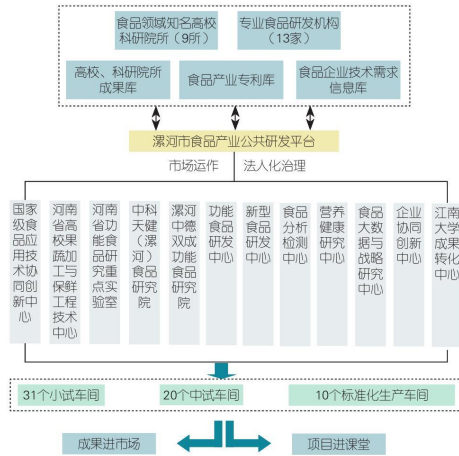 食品领域知名高校
科研院所（9所）
专业食品研发机构
（13家）
高校、科研院所
成果库
食品产业专利库
食品企业技术需求
信息库
漯河市食品产业公共研发平台
市场运作
法人化治理
国家级食品应用技术协同创新中心
河南省高校果蔬加工与保鲜工程技术中心
河南省功能食品研究重点实验室
中科天健（漯河）食品研究院
漯河中德双成功能食品研究院
功能食品研发中心
新型食品研发中心
食品分析检测中心
营养健康研究中心
食品大数据与战略研究中心
企业协同创新中心
江南大学成果转化中心
31个小试车间
20个中试车间
10个标准化生产车间
成果进市场
项目进课堂